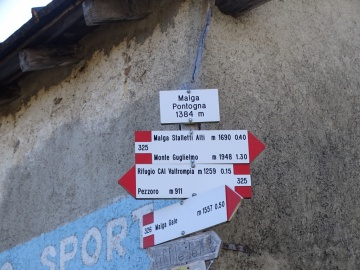 Malga
Pontogna
1384 m
Malga Stalletti Alti m 1690 0.40
325
Monte Guglielmo m 1948 1.30
Rifugio CAI Valtrompia m 1259 0.15
325
Pezzoro m 911
326 Malga Gale m 1557 0.50
SPORT